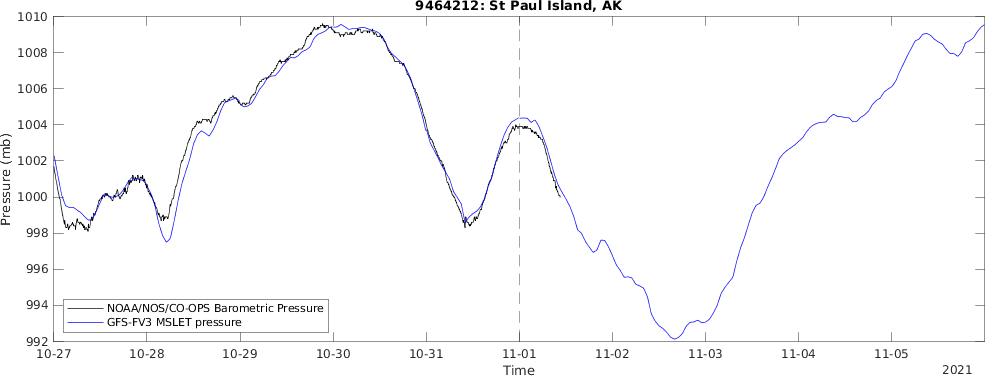 9464212: St Paul Island, AK
Pressure (mb)
1010
1008
1006
1004
1002
1000
998
996
994
992
NOAA/NOS/CO-OPS Barometric Pressure
GFS-FV3 MSLET pressure
10-27 10-28 10-29 10-30 10-31 11-01 11-02 11-03 11-04 11-05
Time
2021